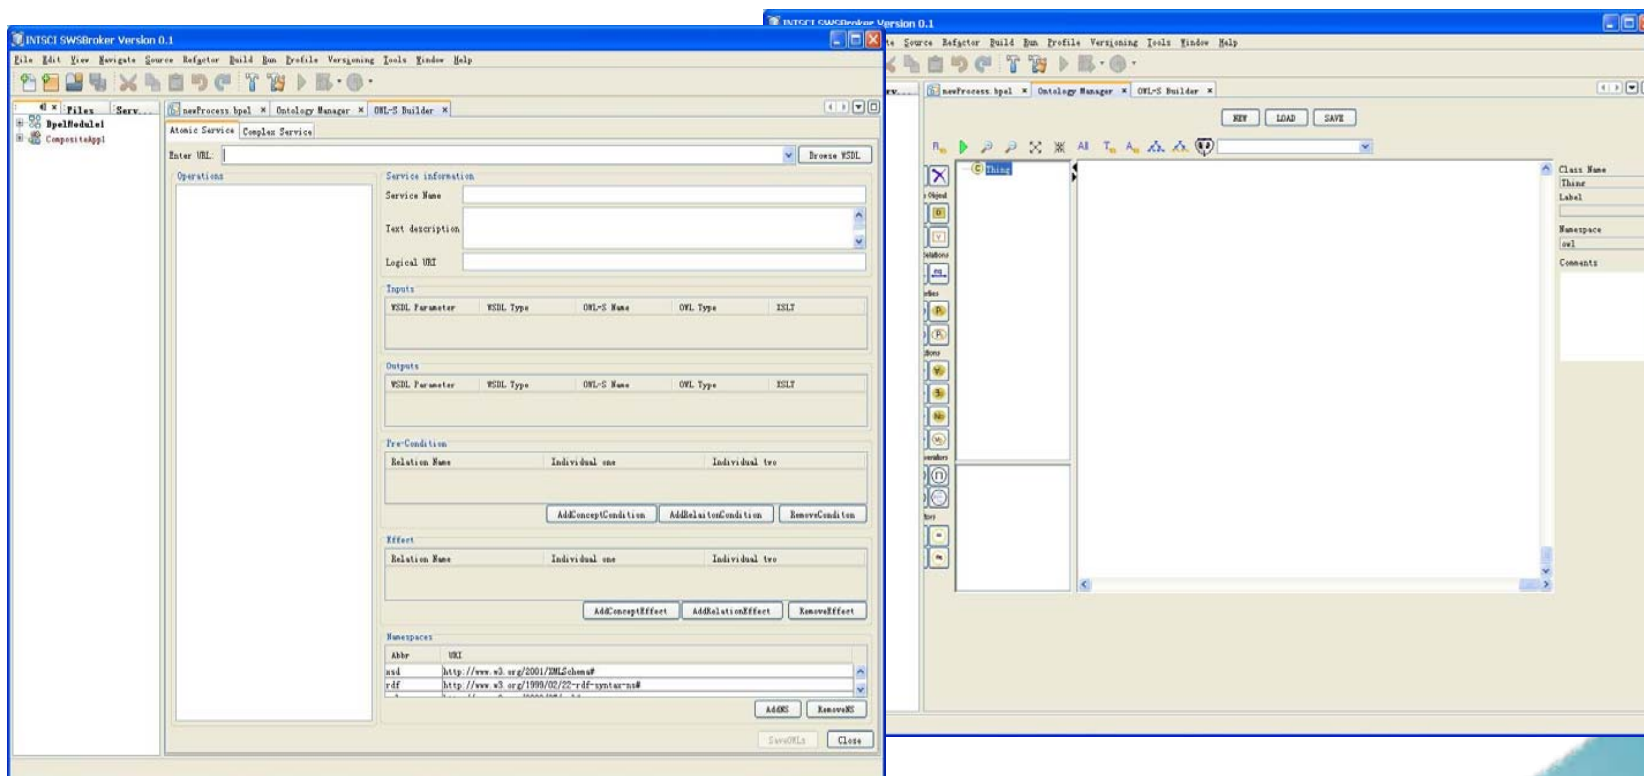 INTSCI SWSBroker Version 0.1
File Edit View Navigate Source Refactor Build Run Profile Versioning Tools Window Help
Files Serv...
newProcess.bpel × Ontology Manager × OWL-S Builder ×
BpelModule1
CompositeApp1
Atomic Service Complex Service
Enter URL: Browse WSDL
Operations
Service information
Service Name
Text description
Logical URI
Inputs
WSDL Parameter WSDL Type OWL-S Name OWL Type XSLT
Outputs
WSDL Parameter WSDL Type OWL-S Name OWL Type XSLT
Pre-Condition
Relation Name Individual one Individual two
AddConceptCondition AddRelaitonCondition RemoveConditon
Effect
Relation Name Individual one Individual two
AddConceptEffect AddRelationEffect RemoveEffect
Namespaces
Abbr URI
xsd http://www.w3.org/2001/XMLSchema#
rdf http://www.w3.org/1999/02/22-rdf-syntax-ns#
AddNS RemoveNS
SaveOWLs Close
INTSCI SWSBroker Version 0.1
Source Refactor Build Run Profile Versioning Tools Window Help
newProcess.bpel × Ontology Manager × OWL-S Builder ×
NEW LOAD SAVE
All
Thing
Class Name
Thing
Label
Namespace
owl
Comments